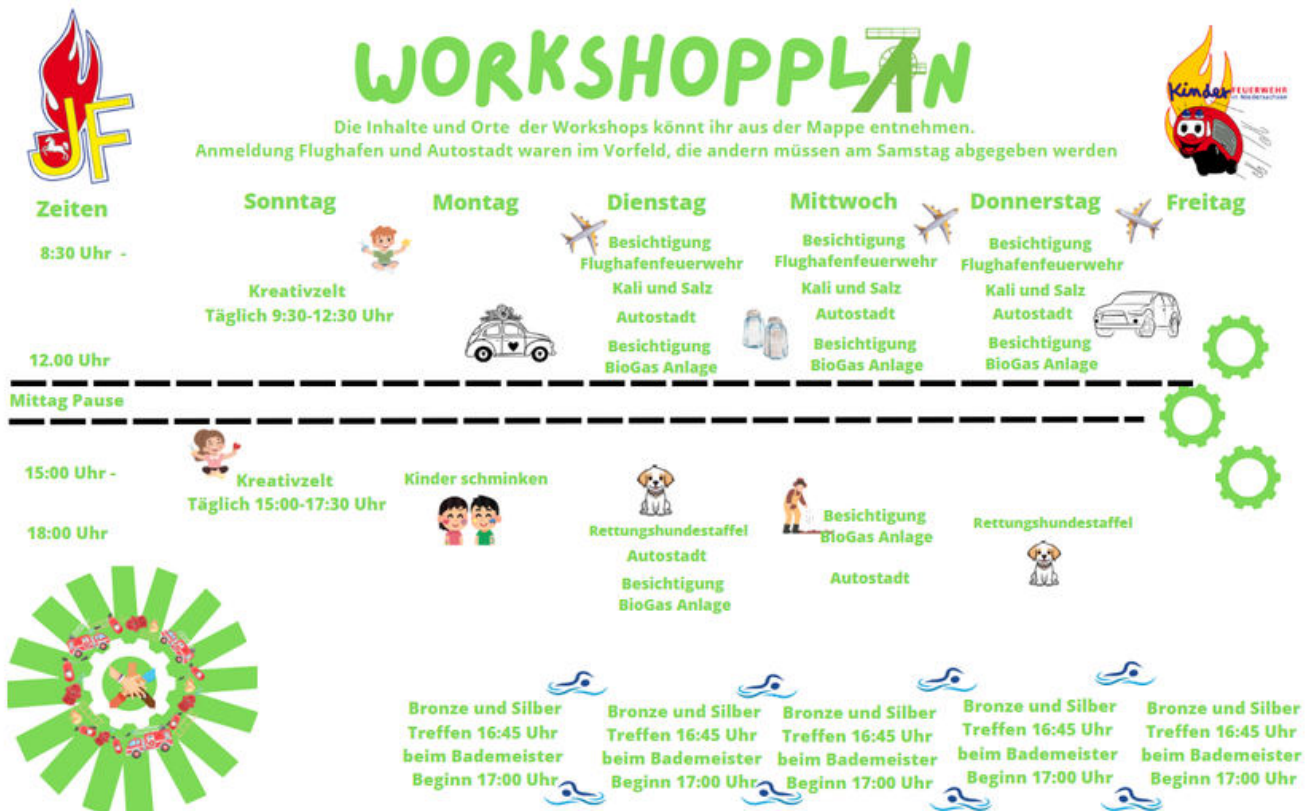 JF
WORKSHOPPLAN
Kinder FEUERWEHR
Die Inhalte und Orte der Workshops könnt ihr aus der Mappe entnehmen.
Anmeldung Flughafen und Autostadt waren im Vorfeld, die andern müssen am Samstag abgegeben werden
Zeiten
Sonntag
Montag
Dienstag
Mittwoch
Donnerstag
Freitag
8:30 Uhr -
Kreativzelt
Täglich 9:30-12:30 Uhr
Besichtigung
Flughafenfeuerwehr
Kali und Salz
Autostadt
Besichtigung
BioGas Anlage
Besichtigung
Flughafenfeuerwehr
Kali und Salz
Autostadt
Besichtigung
BioGas Anlage
Besichtigung
Flughafenfeuerwehr
Kali und Salz
Autostadt
Besichtigung
BioGas Anlage
12.00 Uhr
Mittag Pause
15:00 Uhr -
Kreativzelt
Täglich 15:00-17:30 Uhr
Kinder schminken
Rettungshundestaffel
Autostadt
Besichtigung
BioGas Anlage
Besichtigung
BioGas Anlage
Autostadt
Rettungshundestaffel
18:00 Uhr
Bronze und Silber
Treffen 16:45 Uhr
beim Bademeister
Beginn 17:00 Uhr
Bronze und Silber
Treffen 16:45 Uhr
beim Bademeister
Beginn 17:00 Uhr
Bronze und Silber
Treffen 16:45 Uhr
beim Bademeister
Beginn 17:00 Uhr
Bronze und Silber
Treffen 16:45 Uhr
beim Bademeister
Beginn 17:00 Uhr
Bronze und Silber
Treffen 16:45 Uhr
beim Bademeister
Beginn 17:00 Uhr